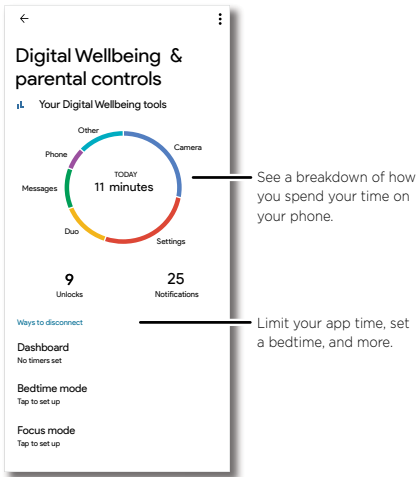 Digital Wellbeing &
parental controls
Your Digital Wellbeing tools
Other
Camera
Phone
TODAY
11 minutes
Messages
Duo
Settings
9
Unlocks
25
Notifications
Ways to disconnect
Dashboard
No timers set
Bedtime mode
Tap to set up
Focus mode
Tap to set up
See a breakdown of how
you spend your time on
your phone.
Limit your app time, set
a bedtime, and more.